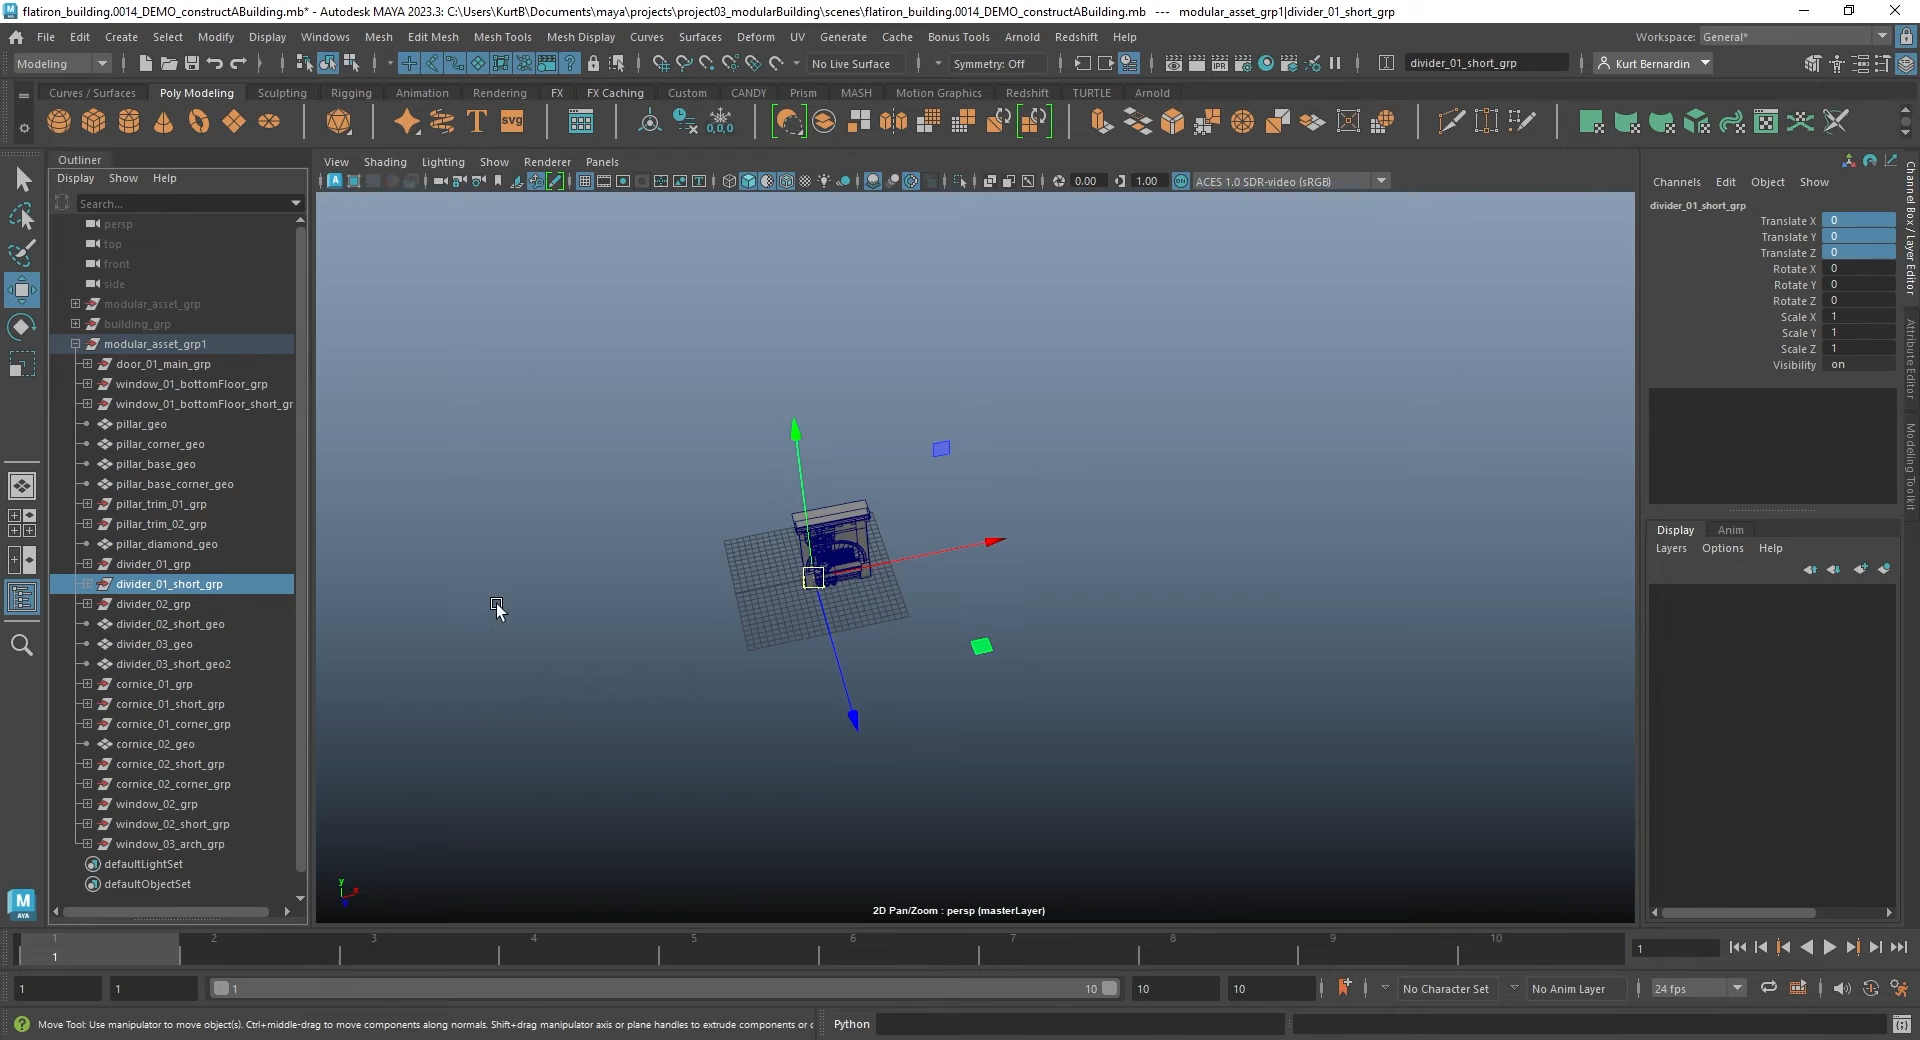 flatiron_building.0014_DEMO_constructABuilding.mb* - Autodesk MAYA 2023.3: C:\Users\KurtB\Documents\maya\projects\project03_modularBuilding\scenes\flatiron_building.0014_DEMO_constructABuilding.mb --- modular_asset_grp1|divider_01_short_grp
File Edit Create Select Modify Display Windows Mesh Edit Mesh Mesh Tools Mesh Display Curves Surfaces Deform UV Generate Cache Bonus Tools Arnold Redshift Help Workspace: General*
Modeling No Live Surface Symmetry: Off divider_01_short_grp Kurt Bernardin
Curves / Surfaces Poly Modeling Sculpting Rigging Animation Rendering FX FX Caching Custom CANDY Prism MASH Motion Graphics Redshift TURTLE Arnold
SVG 0,0,0
Outliner
Display Show Help
Search...
persp
top
front
side
modular_asset_grp
building_grp
modular_asset_grp1
door_01_main_grp
window_01_bottomFloor_grp
window_01_bottomFloor_short_gr
pillar_geo
pillar_corner_geo
pillar_base_geo
pillar_base_corner_geo
pillar_trim_01_grp
pillar_trim_02_grp
pillar_diamond_geo
divider_01_grp
divider_01_short_grp
divider_02_grp
divider_02_short_geo
divider_03_geo
divider_03_short_geo2
cornice_01_grp
cornice_01_short_grp
cornice_01_corner_grp
cornice_02_geo
cornice_02_short_grp
cornice_02_corner_grp
window_02_grp
window_02_short_grp
window_03_arch_grp
defaultLightSet
defaultObjectSet
View Shading Lighting Show Renderer Panels
0.00 1.00 ACES 1.0 SDR-video (sRGB)
y
x
2D Pan/Zoom : persp (masterLayer)
Channels Edit Object Show
divider_01_short_grp
Translate X 0
Translate Y 0
Translate Z 0
Rotate X 0
Rotate Y 0
Rotate Z 0
Scale X 1
Scale Y 1
Scale Z 1
Visibility on
Display Anim
Layers Options Help
Channel Box / Layer Editor
Attribute Editor
Modeling Toolkit
M
AYA
1 2 3 4 5 6 7 8 9 10
1
1
1 1 1 10 10 10 No Character Set No Anim Layer 24 fps
Move Tool: Use manipulator to move object(s). Ctrl+middle-drag to move components along normals. Shift+drag manipulator axis or plane handles to extrude components or c
Python